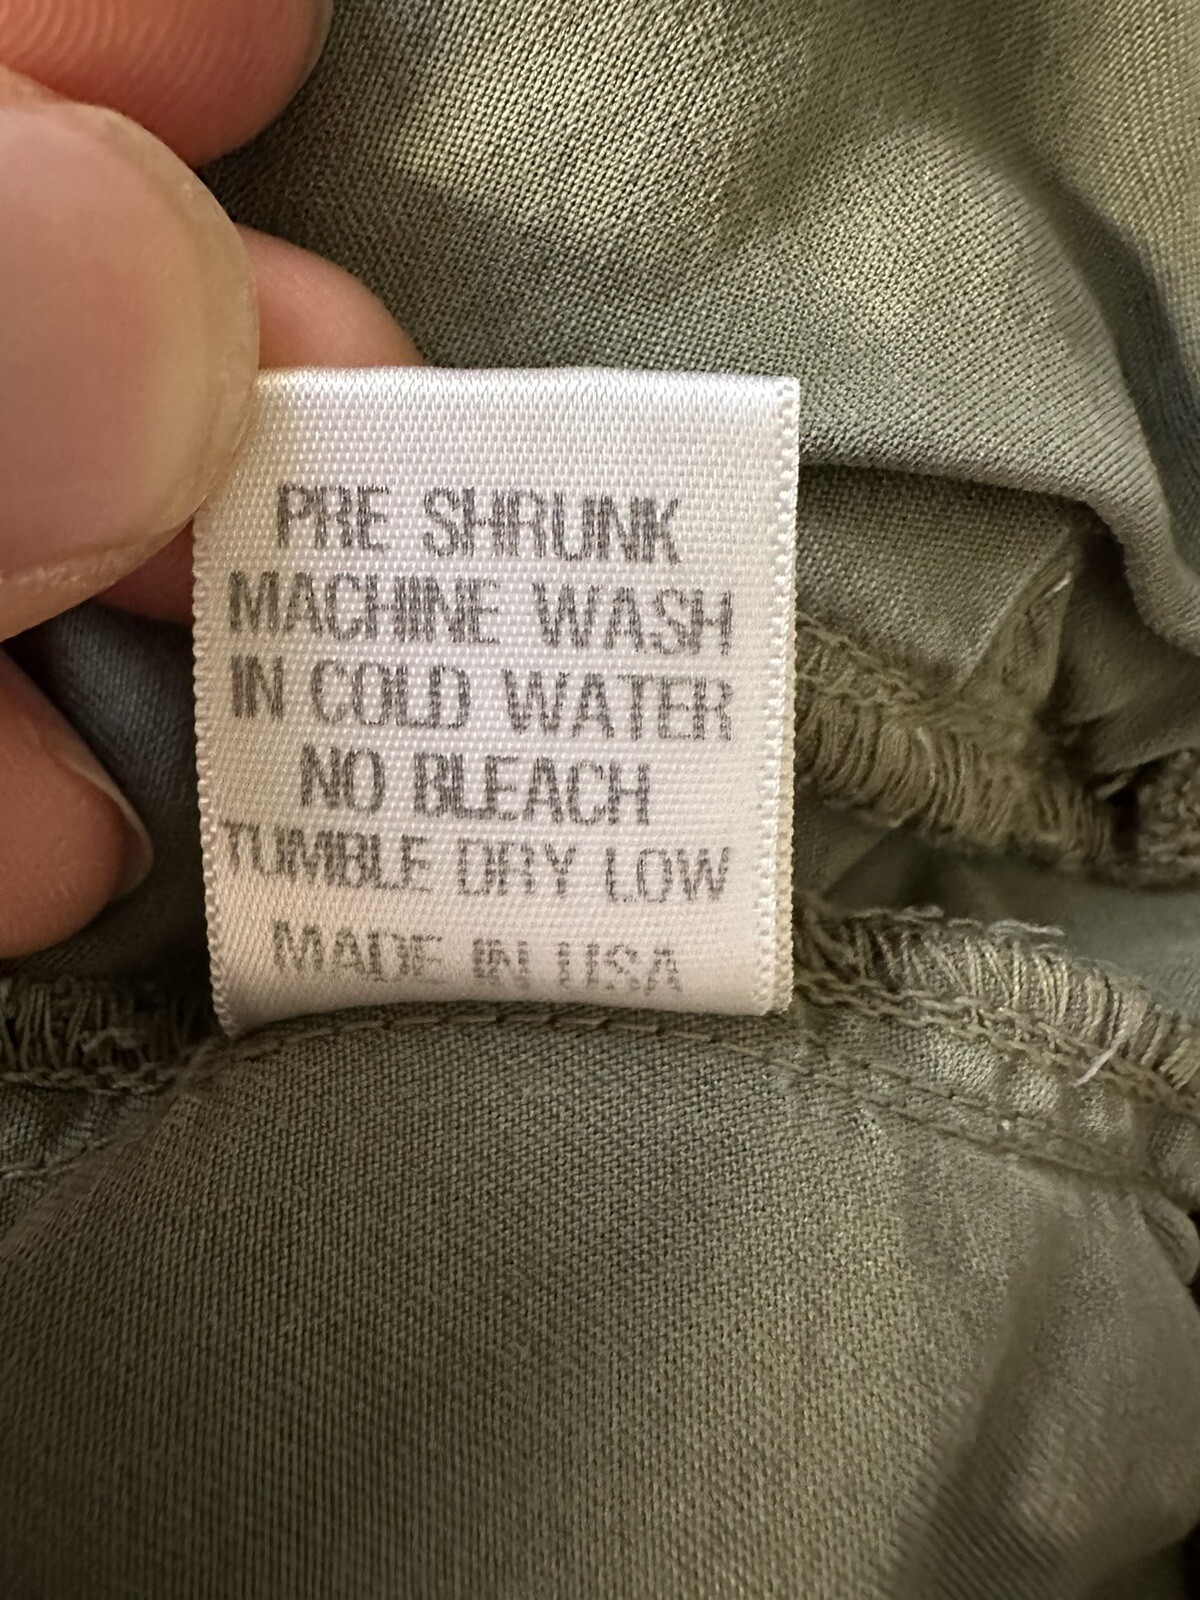 PRE SHRUNK
MACHINE WASH
IN COLD WATER
NO BLEACH
TUMBLE DRY LOW
MADE IN USA